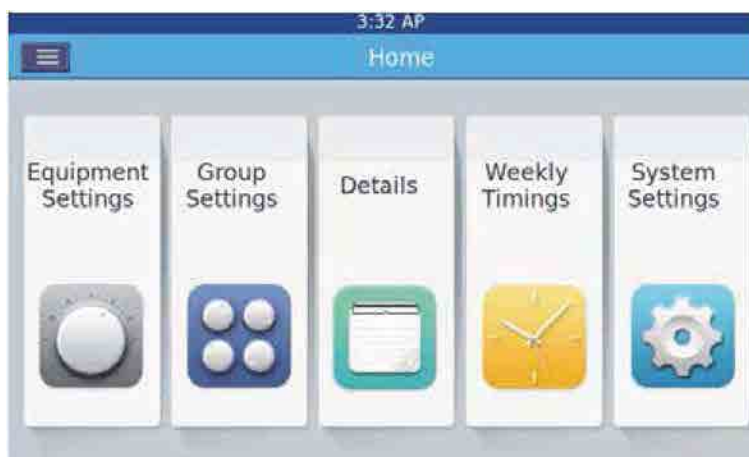 3:32 AP
Home
Equipment
Settings
Group
Settings
Details
Weekly
Timings
System
Settings